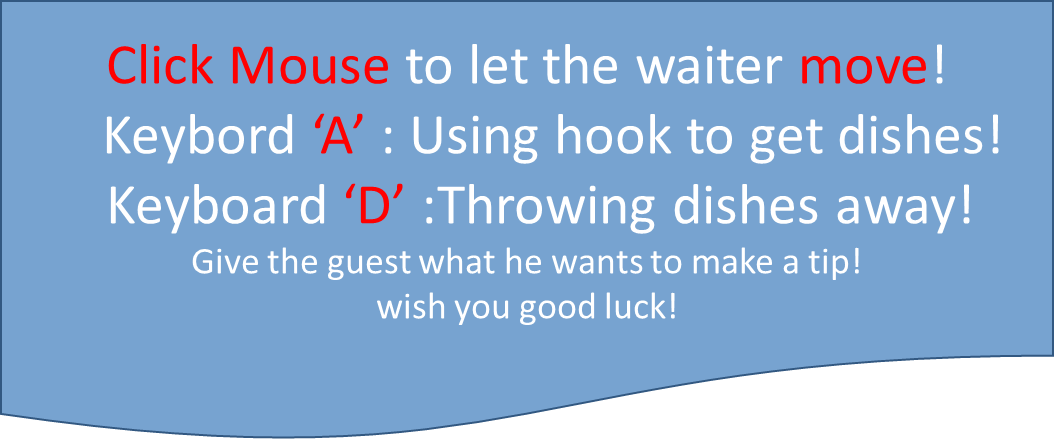 Click Mouse to let the waiter move!
Keybord ‘A’ : Using hook to get dishes!
Keyboard ‘D’ :Throwing dishes away!
Give the guest what he wants to make a tip!
wish you good luck!